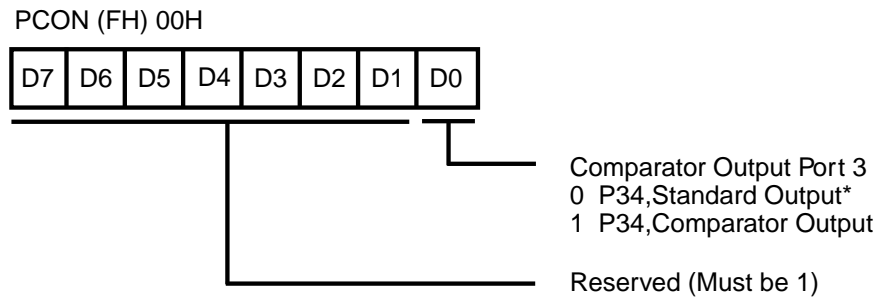 PCON (FH) 00H
D7 D6 D5 D4 D3 D2 D1 D0
Comparator Output Port 3
0 P34,Standard Output*
1 P34,Comparator Output
Reserved (Must be 1)